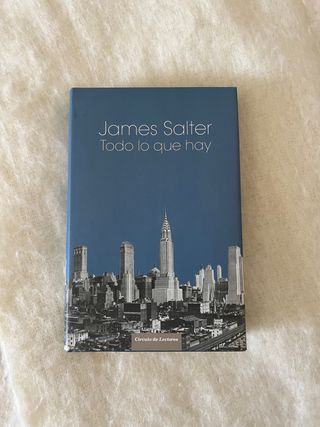 James Salter
Todo lo que hay
Círculo de Lectores